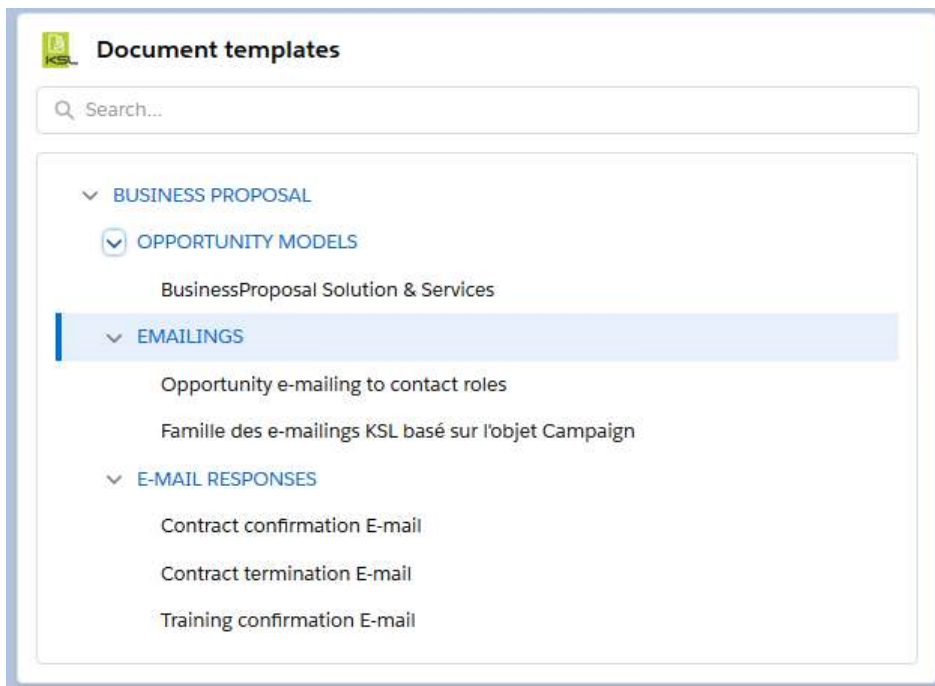 KSL
Document templates
Search...
BUSINESS PROPOSAL
OPPORTUNITY MODELS
BusinessProposal Solution & Services
EMAILINGS
Opportunity e-mailing to contact roles
Famille des e-mailings KSL basé sur l'objet Campaign
E-MAIL RESPONSES
Contract confirmation E-mail
Contract termination E-mail
Training confirmation E-mail